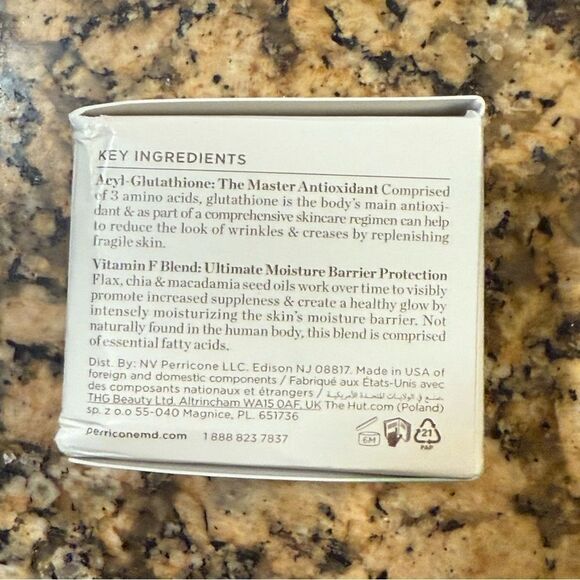 KEY INGREDIENTS
Acyl-Glutathione: The Master Antioxidant Comprised
of 3 amino acids, glutathione is the body's main antioxi-
dant & as part of a comprehensive skincare regimen can help
to reduce the look of wrinkles & creases by replenishing
fragile skin.
Vitamin F Blend: Ultimate Moisture Barrier Protection
Flax, chia & macadamia seed oils work over time to visibly
promote increased suppleness & create a healthy glow by
intensely moisturizing the skin's moisture barrier. Not
naturally found in the human body, this blend is comprised
of essential fatty acids.
Dist. By: NV Perricone LLC. Edison NJ 08817. Made in USA of
foreign and domestic components / Fabriqué aux États-Unis avec
des composants nationaux et étrangers / صنع في الولايات المتحدة الأمريكية
THG Beauty Ltd. Altrincham WA15 0AF, UK The Hut.com (Poland)
sp. z o.o 55-040 Magnice, PL. 651736
perriconemd.com 1 888 823 7837
6M
21
PAP